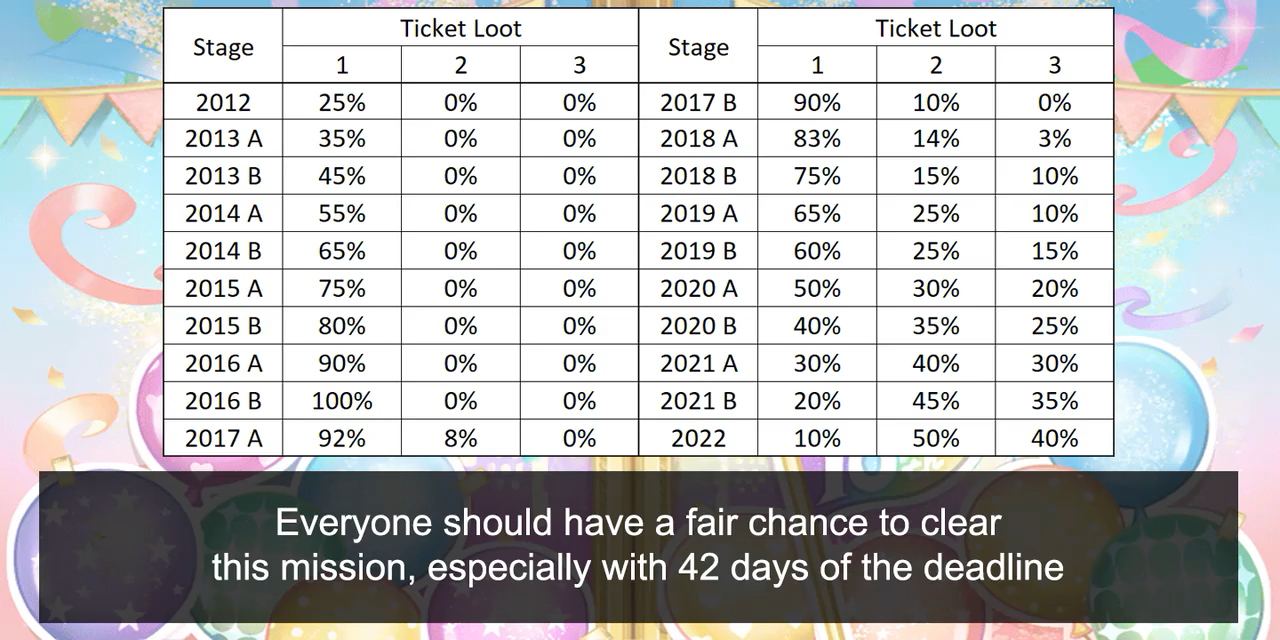 Stage Ticket Loot Stage Ticket Loot
1 2 3 1 2 3
2012 25% 0% 0% 2017 B 90% 10% 0%
2013 A 35% 0% 0% 2018 A 83% 14% 3%
2013 B 45% 0% 0% 2018 B 75% 15% 10%
2014 A 55% 0% 0% 2019 A 65% 25% 10%
2014 B 65% 0% 0% 2019 B 60% 25% 15%
2015 A 75% 0% 0% 2020 A 50% 30% 20%
2015 B 80% 0% 0% 2020 B 40% 35% 25%
2016 A 90% 0% 0% 2021 A 30% 40% 30%
2016 B 100% 0% 0% 2021 B 20% 45% 35%
2017 A 92% 8% 0% 2022 10% 50% 40%
Everyone should have a fair chance to clear
this mission, especially with 42 days of the deadline